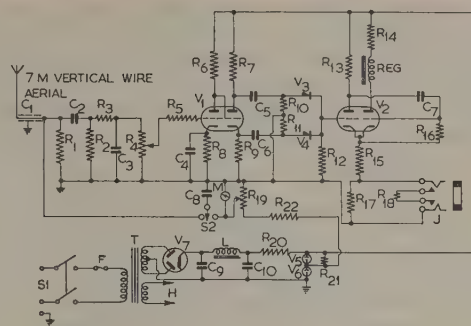 R6 R7 R13 R14
7 M VERTICAL WIRE
AERIAL
C1 C2 R3 R5 V1 C5 R10 V3 REG V2 C7
R1 R2 C3 R4 R11 V4 R16
C4 R8 R9 C6 R12 R15
C8 M R19 R17 R18 J
S2 R22
T V7 L R20
S1 F H C9 C10 V5 V6 R21